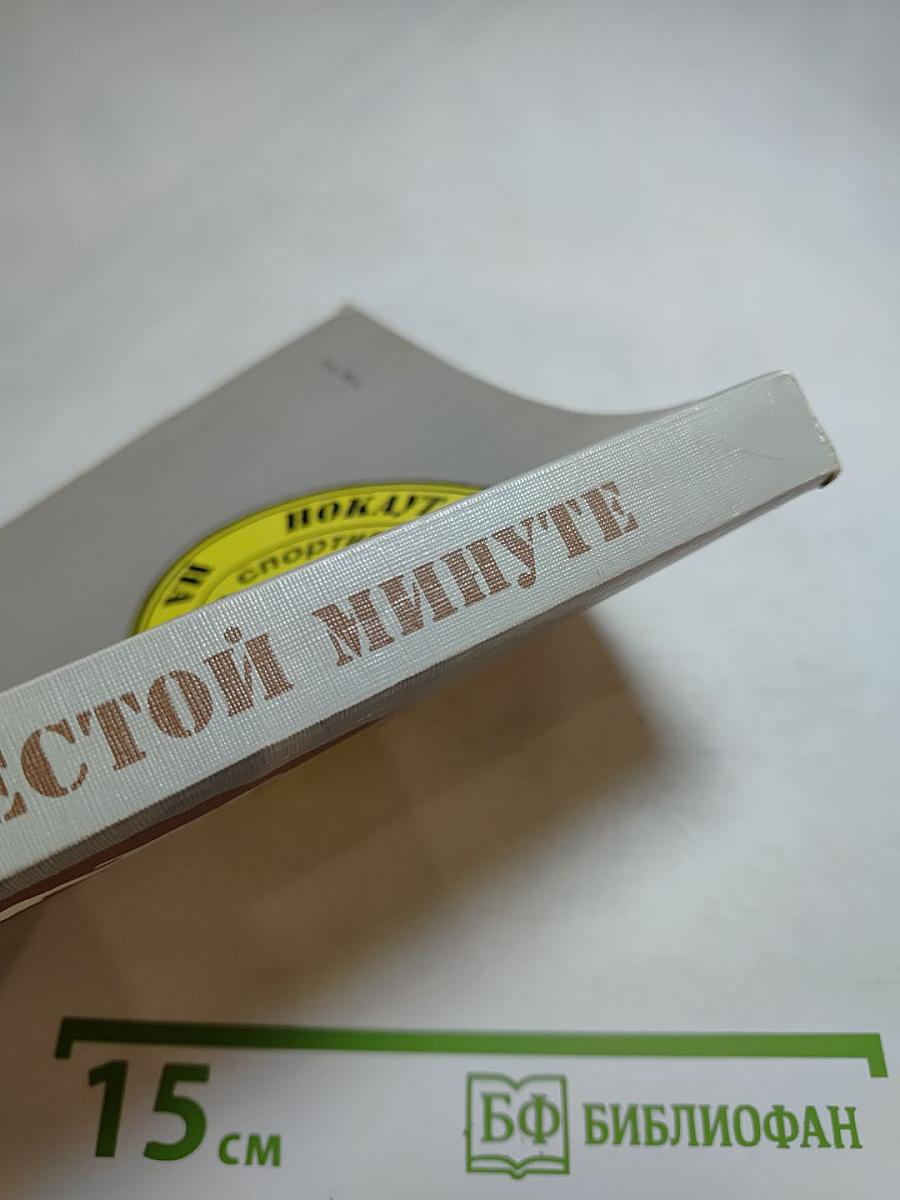 НОКАУТ
НА
спорти
ЕСТОЙ МИНУТЕ
15 см
БФ БИБЛИОФАН